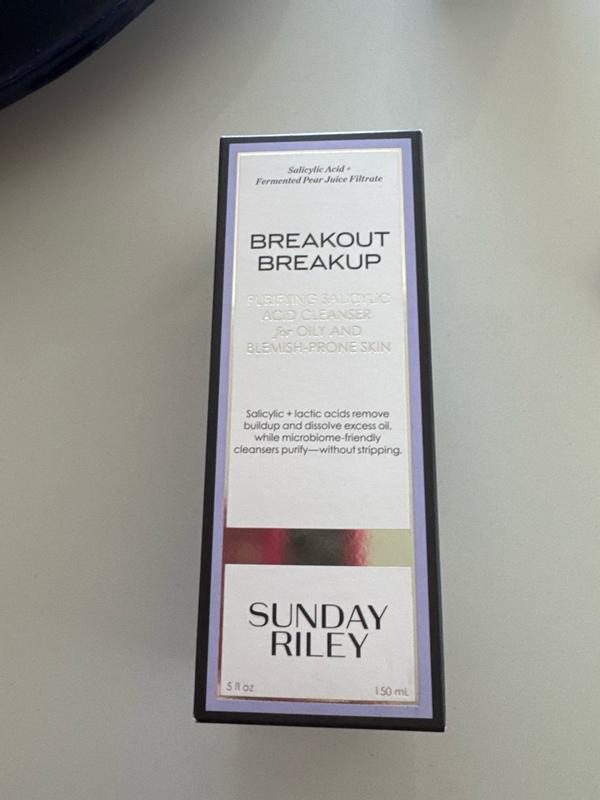 Salicylic Acid +
Fermented Pear Juice Filtrate
BREAKOUT
BREAKUP
PURIFYING SALICYLIC
ACID CLEANSER
for OILY AND
BLEMISH-PRONE SKIN
Salicylic + lactic acids remove
buildup and dissolve excess oil,
while microbiome-friendly
cleansers purify—without stripping.
SUNDAY
RILEY
5 fl oz
150 mL